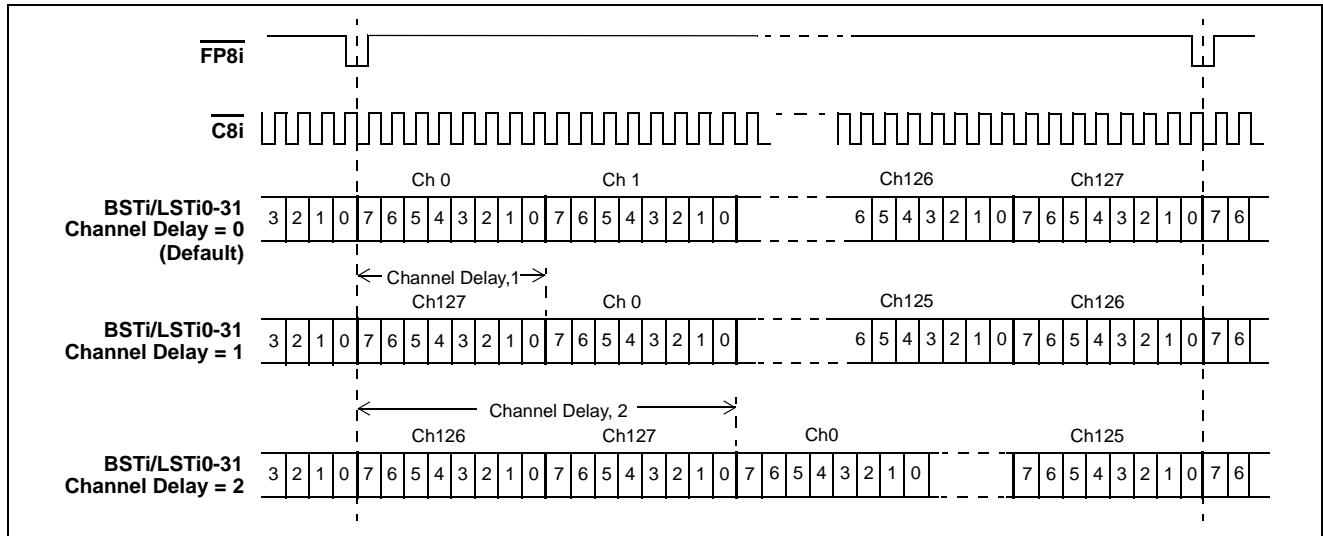 FP8i
C8i
Ch 0 Ch 1 Ch126 Ch127
BSTi/LSTi0-31
Channel Delay = 0
(Default)
3 2 1 0 7 6 5 4 3 2 1 0 7 6 5 4 3 2 1 0 6 5 4 3 2 1 0 7 6 5 4 3 2 1 0 7 6
Channel Delay,1
Ch127 Ch 0 Ch125 Ch126
BSTi/LSTi0-31
Channel Delay = 1
3 2 1 0 7 6 5 4 3 2 1 0 7 6 5 4 3 2 1 0 6 5 4 3 2 1 0 7 6 5 4 3 2 1 0 7 6
Channel Delay, 2
Ch126 Ch127 Ch0 Ch125
BSTi/LSTi0-31
Channel Delay = 2
3 2 1 0 7 6 5 4 3 2 1 0 7 6 5 4 3 2 1 0 7 6 5 4 3 2 1 0 7 6 5 4 3 2 1 0 7 6